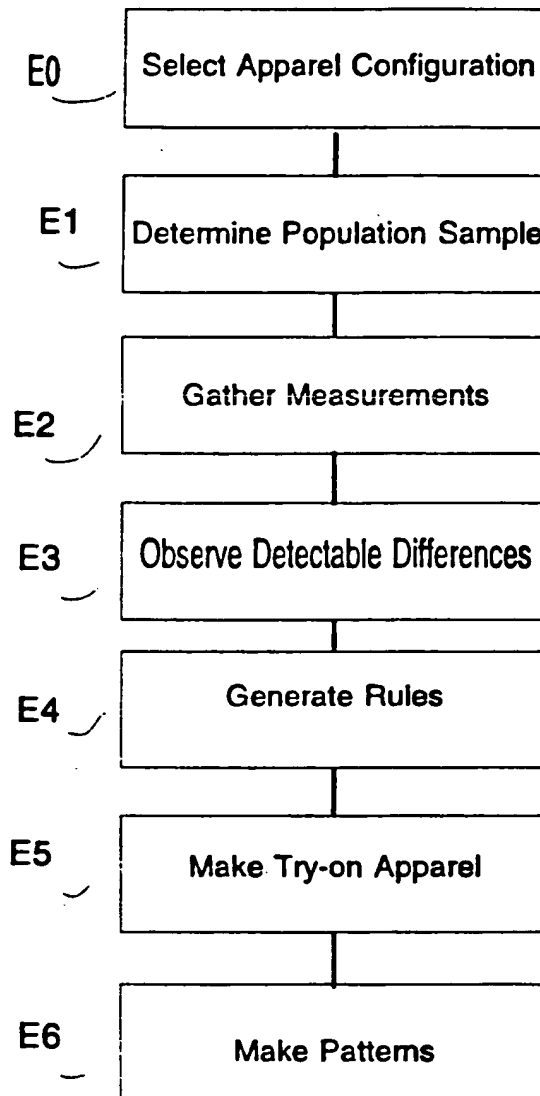 E0 Select Apparel Configuration
E1 Determine Population Sample
E2 Gather Measurements
E3 Observe Detectable Differences
E4 Generate Rules
E5 Make Try-on Apparel
E6 Make Patterns